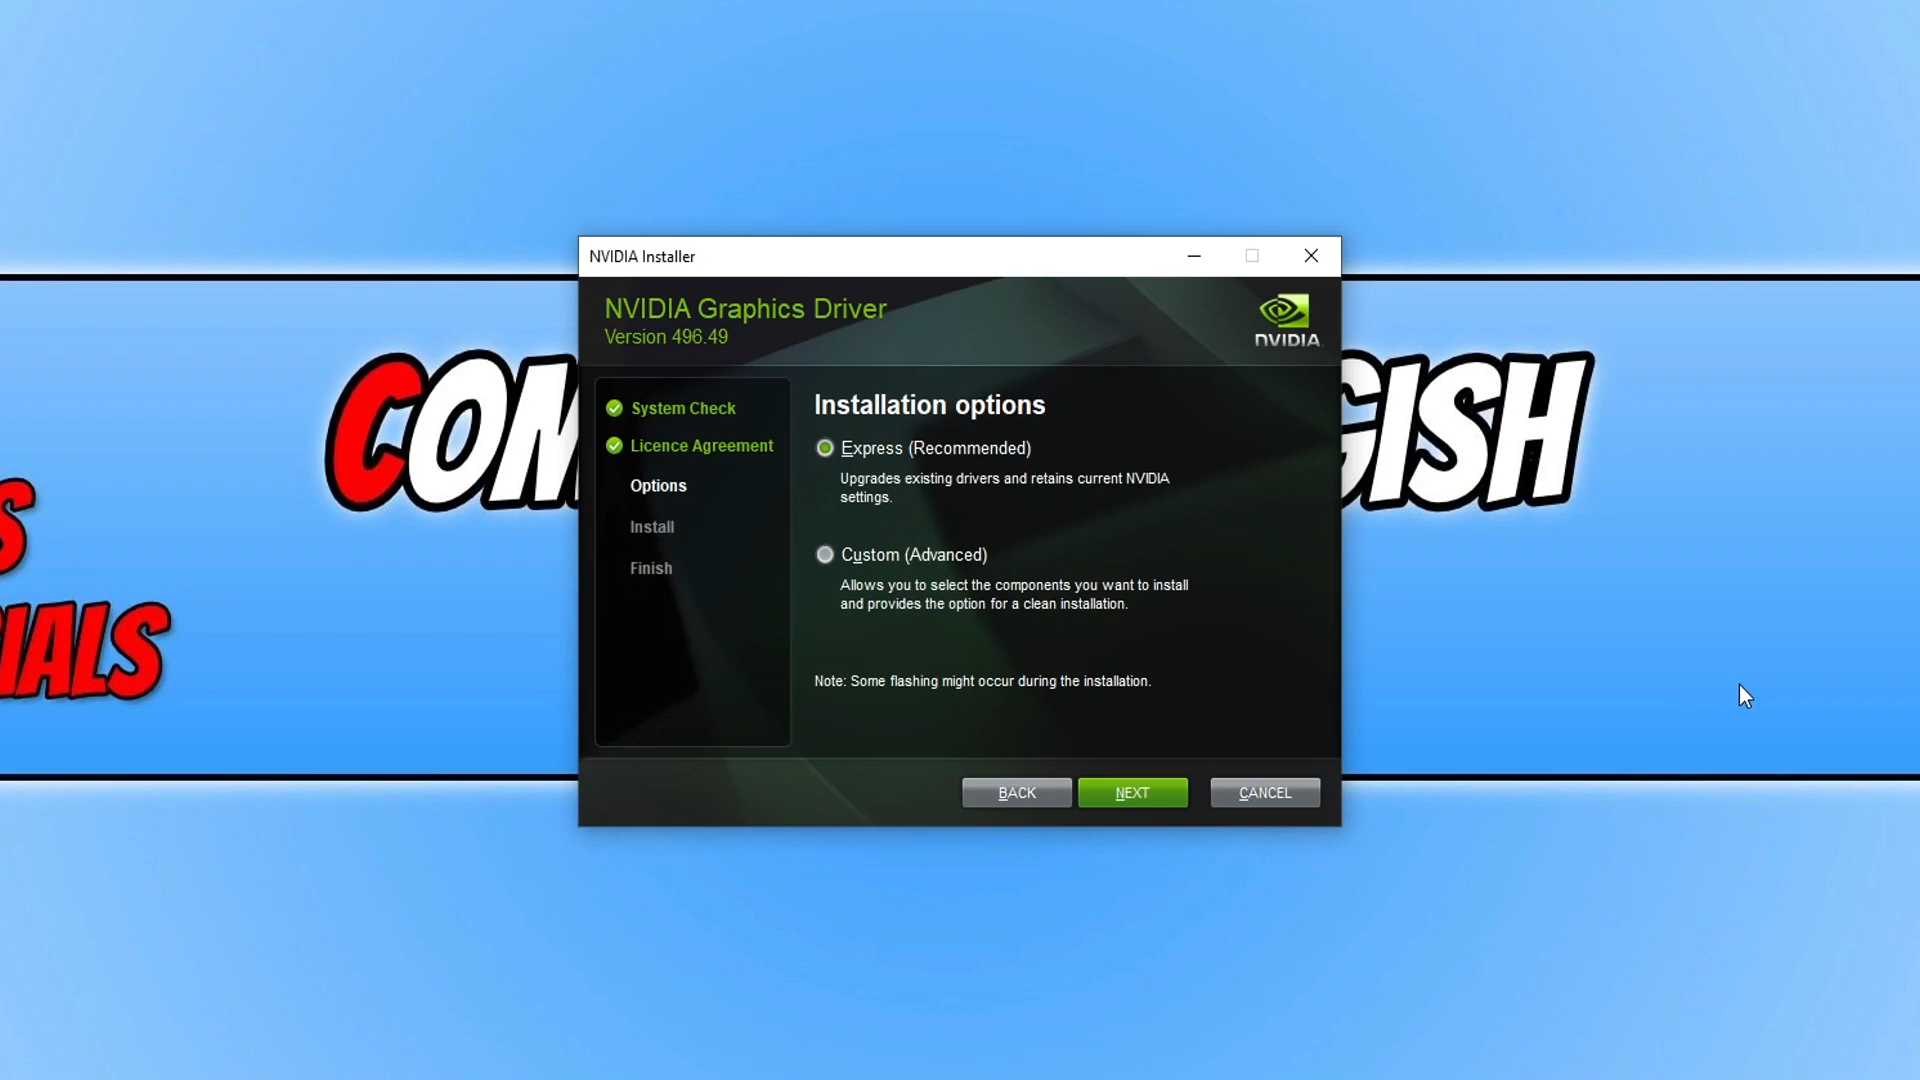 NVIDIA Installer
NVIDIA Graphics Driver
Version 496.49
NVIDIA
System Check
Licence Agreement
Options
Install
Finish
Installation options
Express (Recommended)
Upgrades existing drivers and retains current NVIDIA
settings.
Custom (Advanced)
Allows you to select the components you want to install
and provides the option for a clean installation.
Note: Some flashing might occur during the installation.
BACK
NEXT
CANCEL
COM
GISH
S
IALS